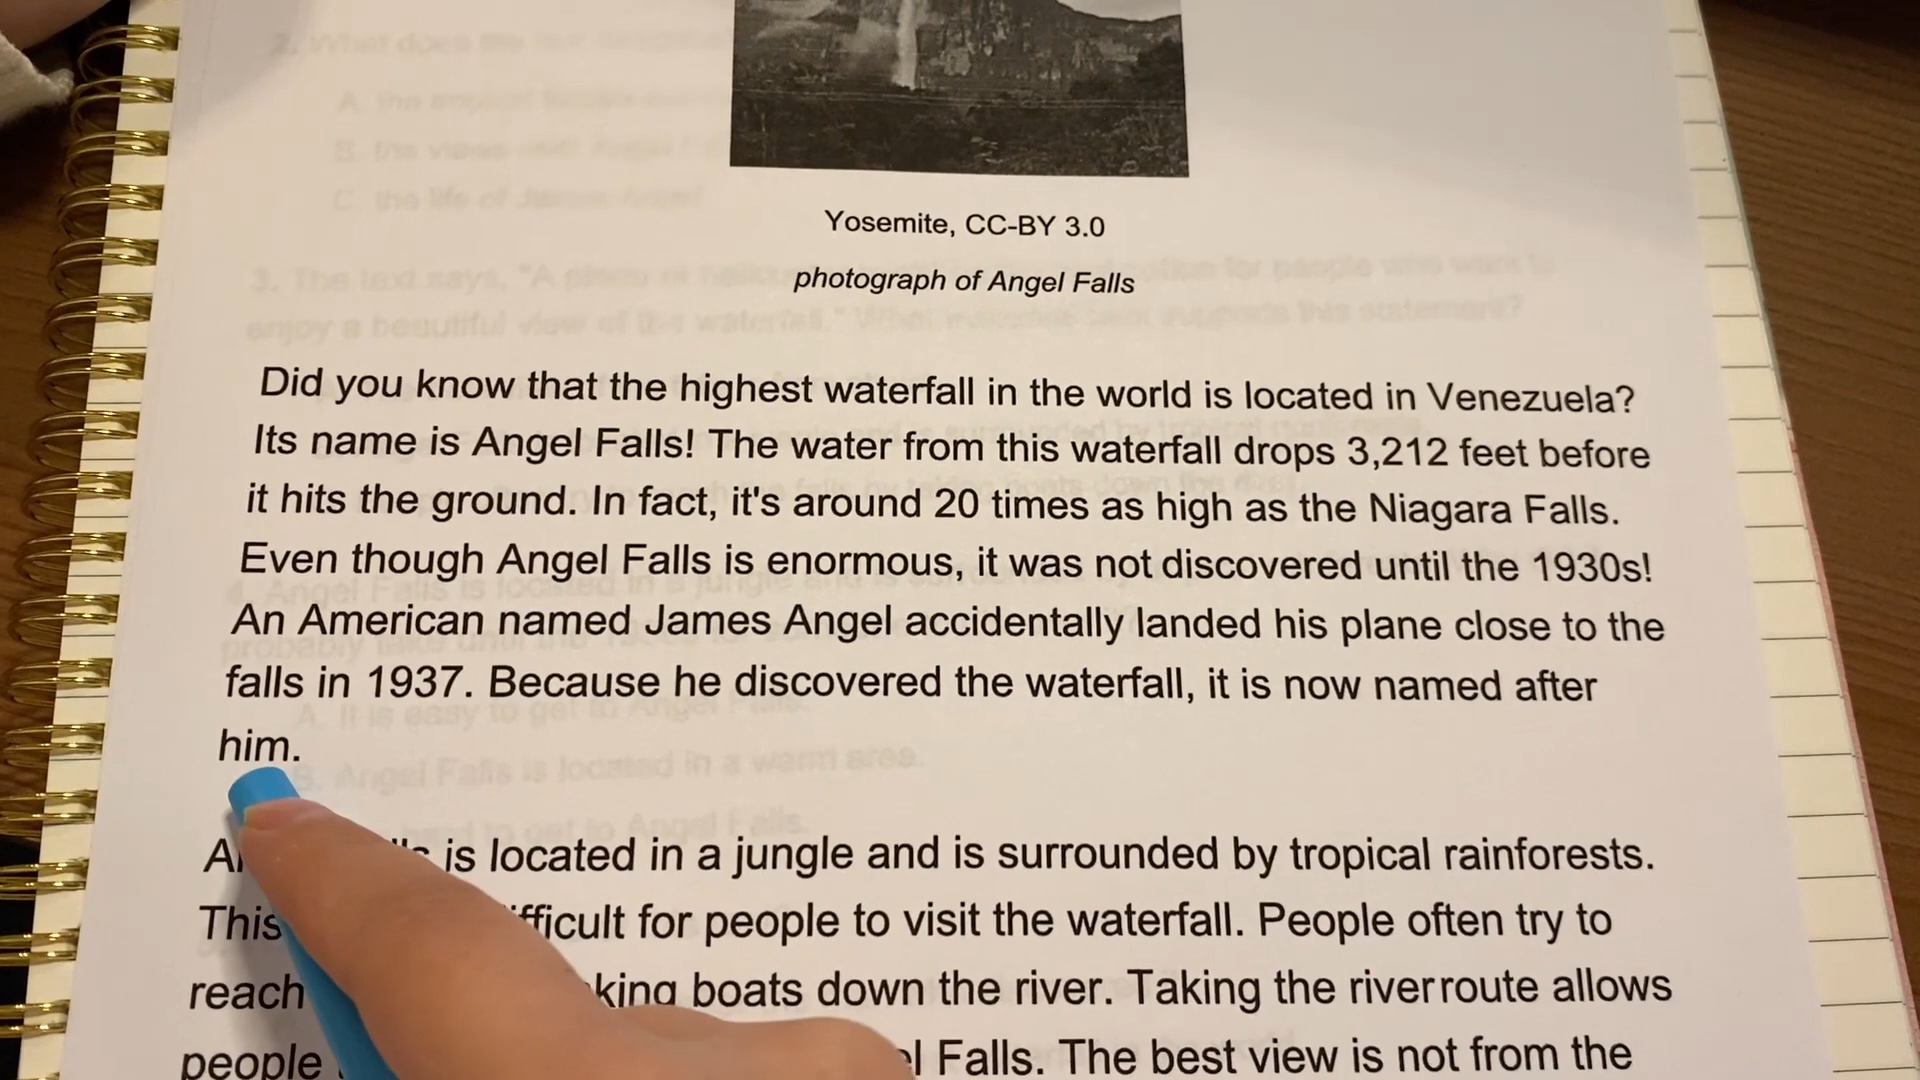 Yosemite, CC-BY 3.0
photograph of Angel Falls
Did you know that the highest waterfall in the world is located in Venezuela?
Its name is Angel Falls! The water from this waterfall drops 3,212 feet before
it hits the ground. In fact, it's around 20 times as high as the Niagara Falls.
Even though Angel Falls is enormous, it was not discovered until the 1930s!
An American named James Angel accidentally landed his plane close to the
falls in 1937. Because he discovered the waterfall, it is now named after
him.
is located in a jungle and is surrounded by tropical rainforests.
This for people to visit the waterfall. People often try to
reach boats down the river. Taking the river route allows
people Falls. The best view is not from the